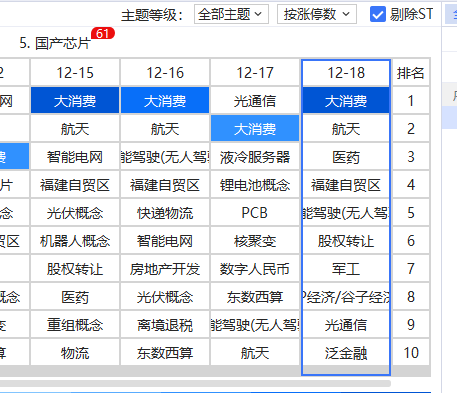 主题等级： 全部主题 按涨停数 剔除ST
5. 国产芯片 61
2 12-15 12-16 12-17 12-18 排名
网 大消费 大消费 光通信 大消费 1
航天 航天 大消费 航天 2
费 智能电网 能驾驶(无人驾 液冷服务器 医药 3
片 福建自贸区 福建自贸区 锂电池概念 福建自贸区 4
念 光伏概念 快递物流 PCB 能驾驶(无人驾 5
贸区 机器人概念 智能电网 核聚变 股权转让 6
股权转让 房地产开发 数字人民币 军工 7
概念 医药 光伏概念 东数西算 P经济/谷子经济 8
变 重组概念 离境退税 能驾驶(无人驾 光通信 9
算 物流 东数西算 航天 泛金融 10